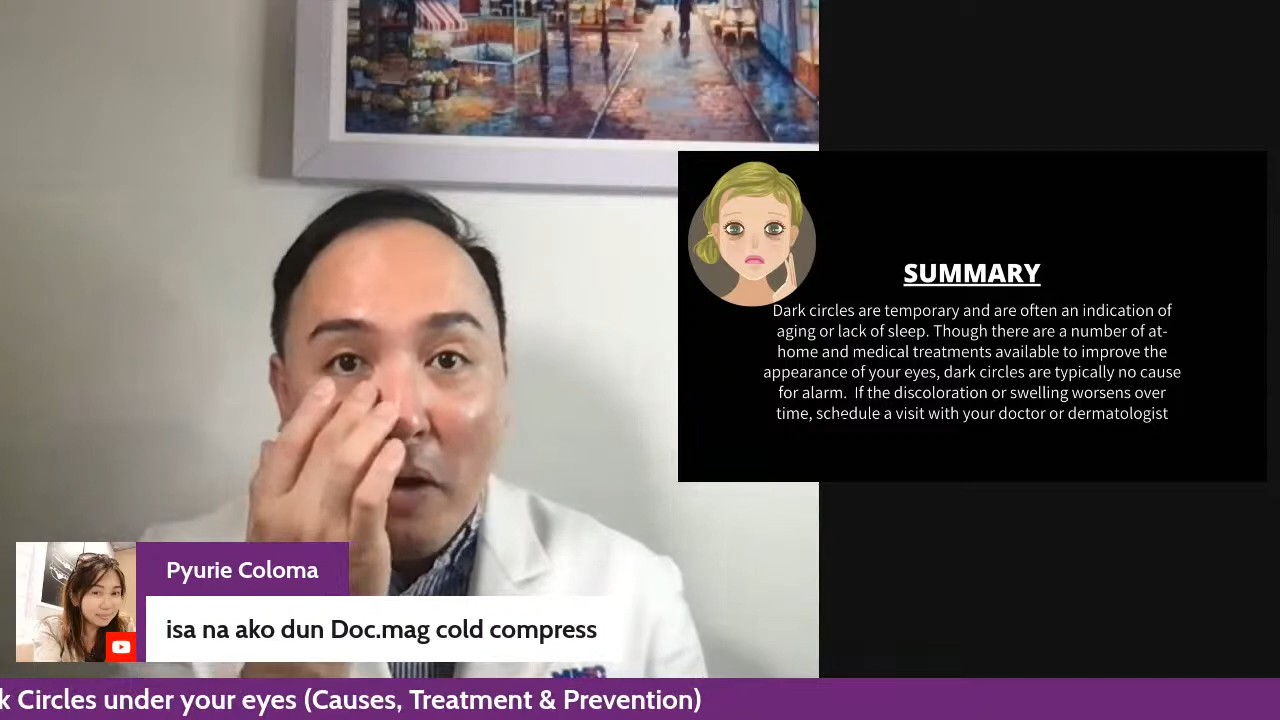 SUMMARY
Dark circles are temporary and are often an indication of
aging or lack of sleep. Though there are a number of at-
home and medical treatments available to improve the
appearance of your eyes, dark circles are typically no cause
for alarm. If the discoloration or swelling worsens over
time, schedule a visit with your doctor or dermatologist
Pyurie Coloma
isa na ako dun Doc.mag cold compress
k Circles under your eyes (Causes, Treatment & Prevention)